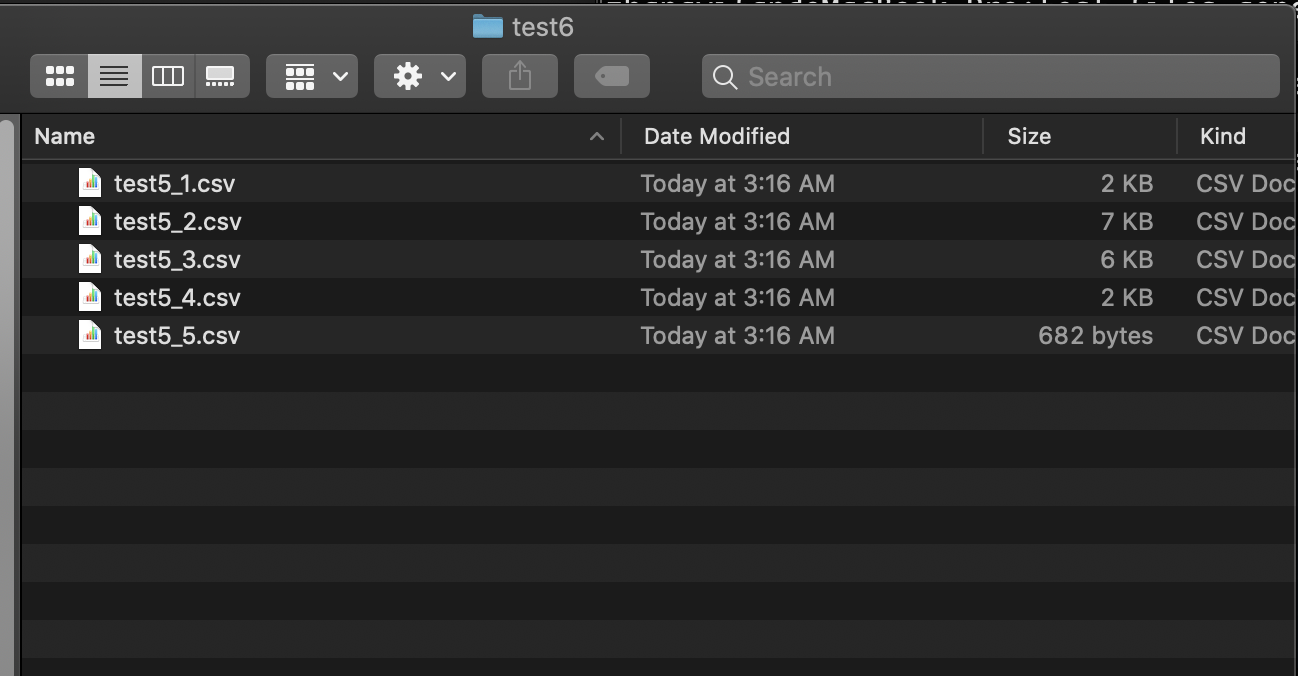 test6
Search
Name Date Modified Size Kind
test5_1.csv Today at 3:16 AM 2 KB CSV Doc
test5_2.csv Today at 3:16 AM 7 KB CSV Doc
test5_3.csv Today at 3:16 AM 6 KB CSV Doc
test5_4.csv Today at 3:16 AM 2 KB CSV Doc
test5_5.csv Today at 3:16 AM 682 bytes CSV Doc